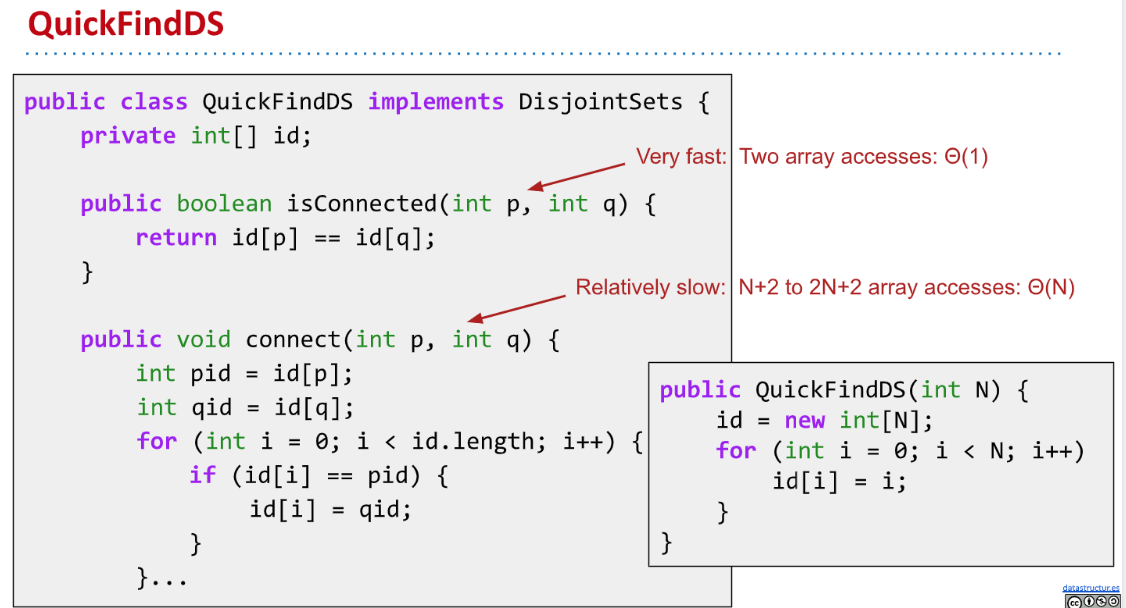 QuickFindDS
public class QuickFindDS implements DisjointSets {
private int[] id;
Very fast: Two array accesses: Θ(1)
public boolean isConnected(int p, int q) {
return id[p] == id[q];
}
Relatively slow: N+2 to 2N+2 array accesses: Θ(N)
public void connect(int p, int q) {
int pid = id[p];
int qid = id[q];
for (int i = 0; i < id.length; i++) {
if (id[i] == pid) {
id[i] = qid;
}
}...
public QuickFindDS(int N) {
id = new int[N];
for (int i = 0; i < N; i++)
id[i] = i;
}
}
datastructur.es
cc